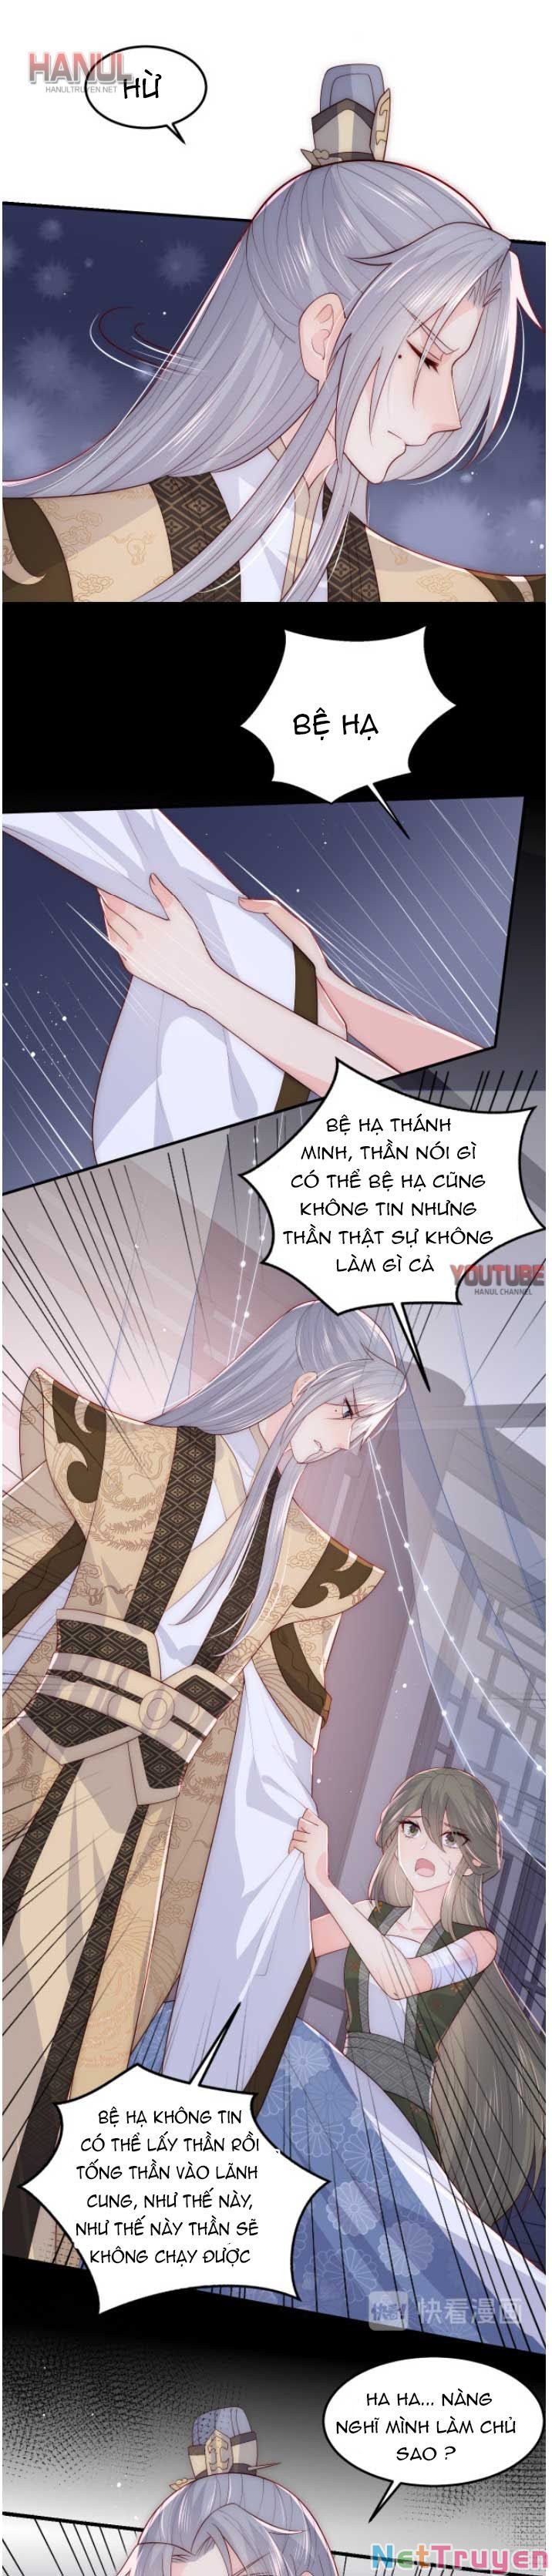 HANUL
HANULTRUYEN.NET
HỪ
BỆ HẠ
BỆ HẠ THÁNH
MINH, THẦN NÓI GÌ
CÓ THỂ BỆ HẠ CŨNG
KHÔNG TIN NHƯNG
THẦN THẬT SỰ KHÔNG
LÀM GÌ CẢ
YOUTUBE
HANUL CHANNEL
BỆ HẠ KHÔNG TIN
CÓ THỂ LẤY THẦN RỒI
TỐNG THẦN VÀO LÃNH
CUNG, NHƯ THẾ NÀY,
NHƯ THẾ NÀY THẦN SẼ
KHÔNG CHẠY ĐƯỢC
快看! 快看漫画
HA HA... NÀNG
NGHĨ MÌNH LÀM CHỦ
SAO ?
NetTruyen